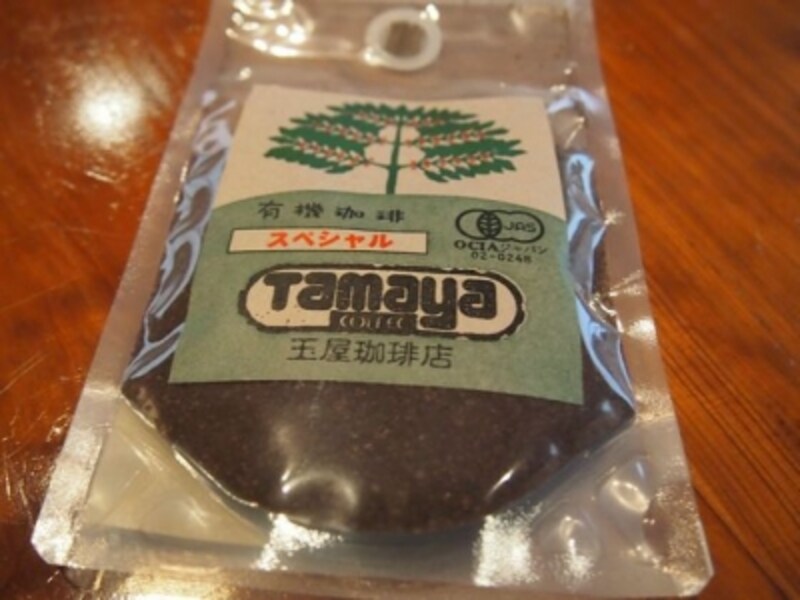 有機珈琲
スペシャル
JAS
OCIAジャパン
02-0248
Tamaya
COFFEE
玉屋珈琲店